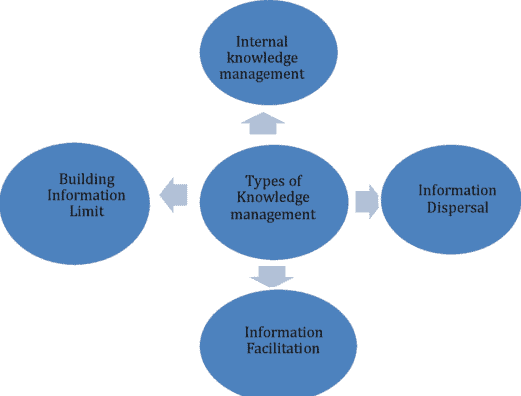 Internal
knowledge
management
Building
Information
Limit
Types of
Knowledge
management
Information
Dispersal
Information
Facilitation